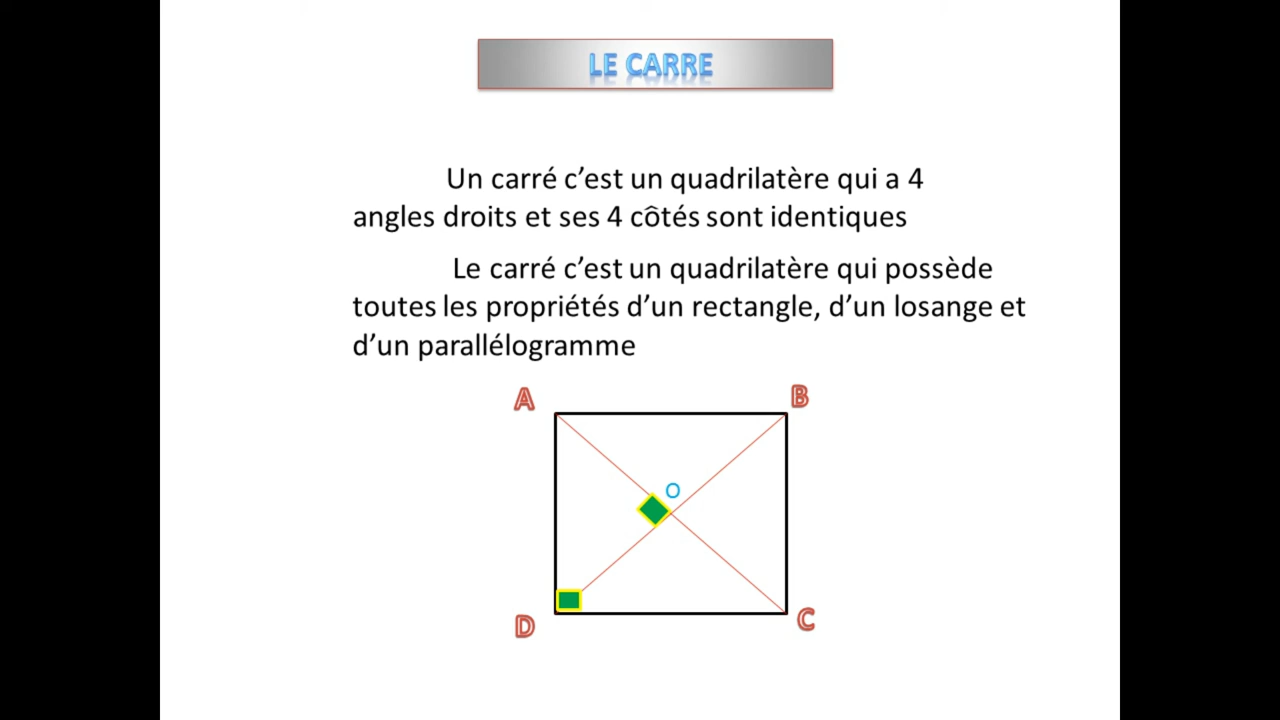 LE CARRE
Un carré c’est un quadrilatère qui a 4
angles droits et ses 4 côtés sont identiques
Le carré c’est un quadrilatère qui possède
toutes les propriétés d’un rectangle, d’un losange et
d’un parallélogramme
A
B
O
D
C